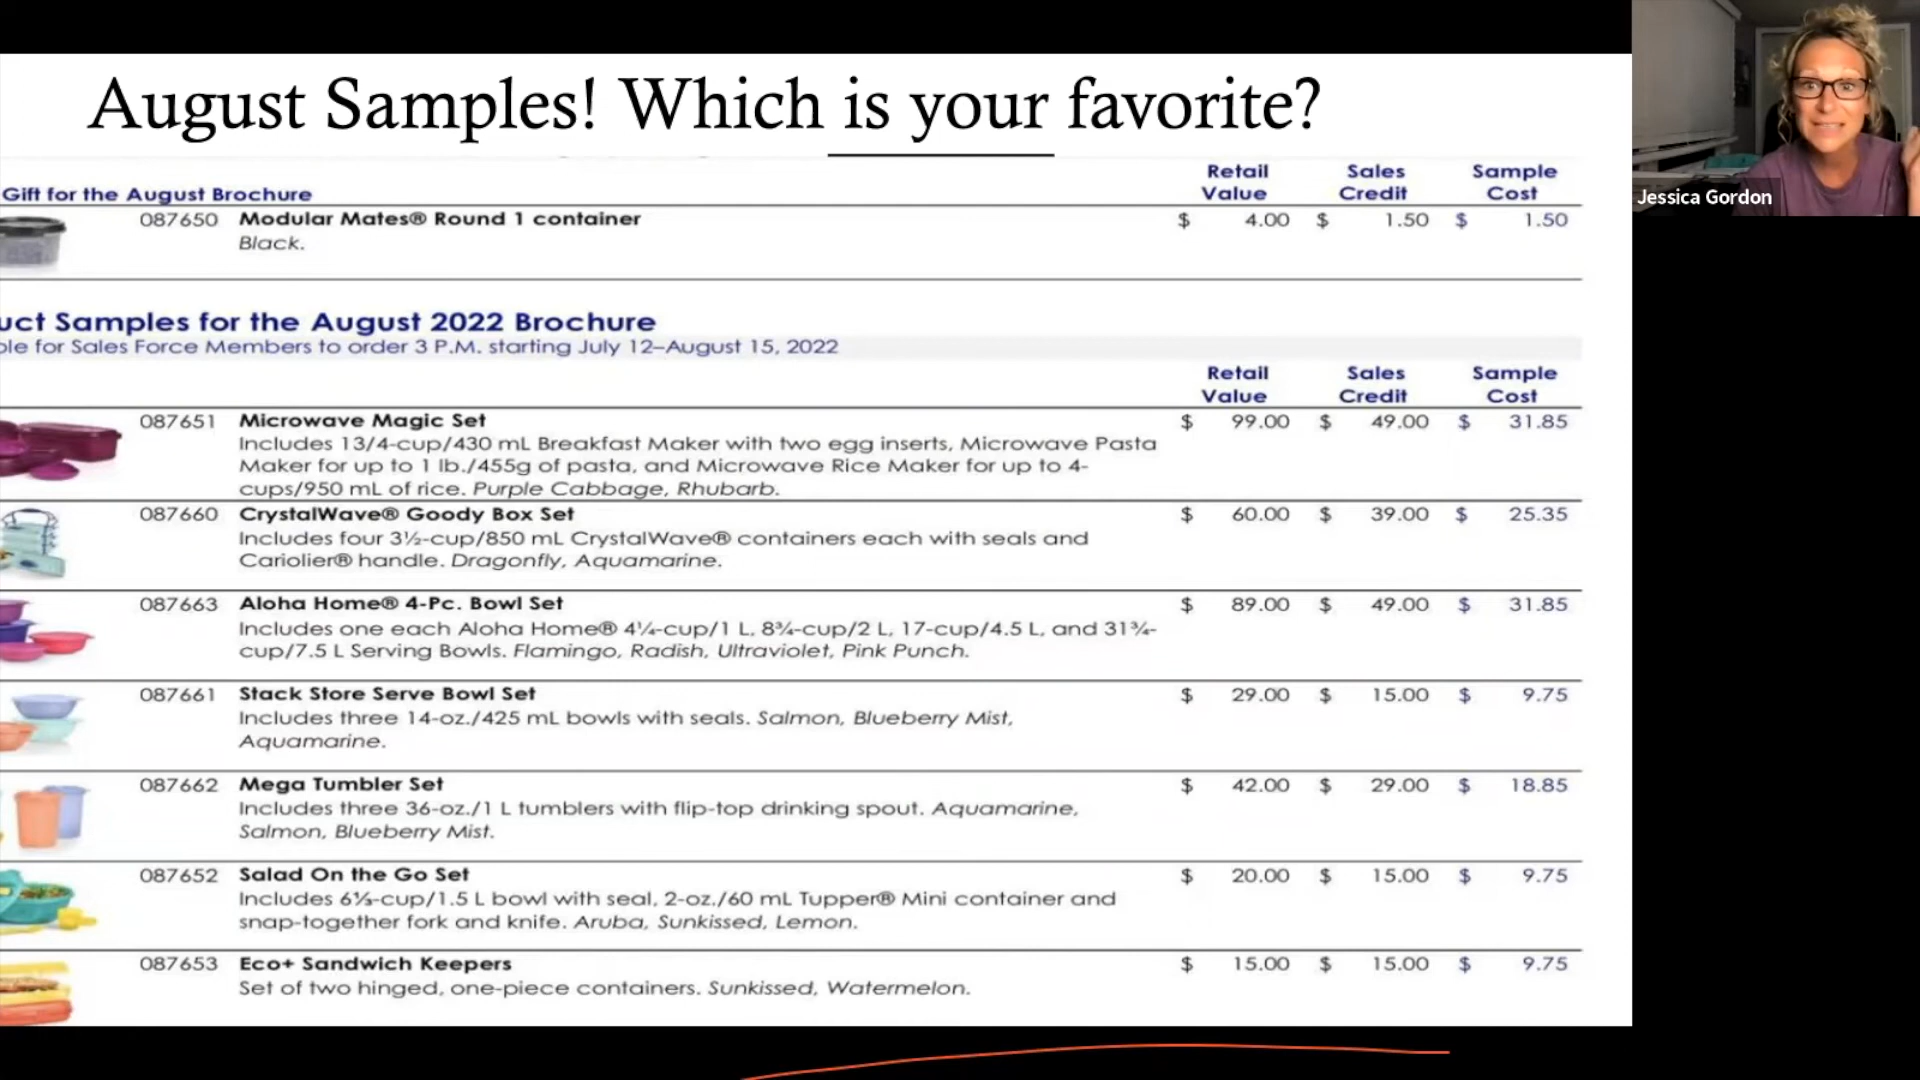 August Samples! Which is your favorite?
Jessica Gordon
Retail Value Sales Credit Sample Cost
Gift for the August Brochure
087650 Modular Mates® Round 1 container $ 4.00 $ 1.50 $ 1.50
Black.
uct Samples for the August 2022 Brochure
ole for Sales Force Members to order 3 P.M. starting July 12–August 15, 2022
Retail Value Sales Credit Sample Cost
087651 Microwave Magic Set $ 99.00 $ 49.00 $ 31.85
Includes 13/4-cup/430 mL Breakfast Maker with two egg inserts, Microwave Pasta
Maker for up to 1 lb./455g of pasta, and Microwave Rice Maker for up to 4-
cups/950 mL of rice. Purple Cabbage, Rhubarb.
087660 CrystalWave® Goody Box Set $ 60.00 $ 39.00 $ 25.35
Includes four 3½-cup/850 mL CrystalWave® containers each with seals and
Cariolier® handle. Dragonfly, Aquamarine.
087663 Aloha Home® 4-Pc. Bowl Set $ 89.00 $ 49.00 $ 31.85
Includes one each Aloha Home® 4¼-cup/1 L, 8¾-cup/2 L, 17-cup/4.5 L, and 31¾-
cup/7.5 L Serving Bowls. Flamingo, Radish, Ultraviolet, Pink Punch.
087661 Stack Store Serve Bowl Set $ 29.00 $ 15.00 $ 9.75
Includes three 14-oz./425 mL bowls with seals. Salmon, Blueberry Mist,
Aquamarine.
087662 Mega Tumbler Set $ 42.00 $ 29.00 $ 18.85
Includes three 36-oz./1 L tumblers with flip-top drinking spout. Aquamarine,
Salmon, Blueberry Mist.
087652 Salad On the Go Set $ 20.00 $ 15.00 $ 9.75
Includes 6⅓-cup/1.5 L bowl with seal, 2-oz./60 mL Tupper® Mini container and
snap-together fork and knife. Aruba, Sunkissed, Lemon.
087653 Eco+ Sandwich Keepers $ 15.00 $ 15.00 $ 9.75
Set of two hinged, one-piece containers. Sunkissed, Watermelon.